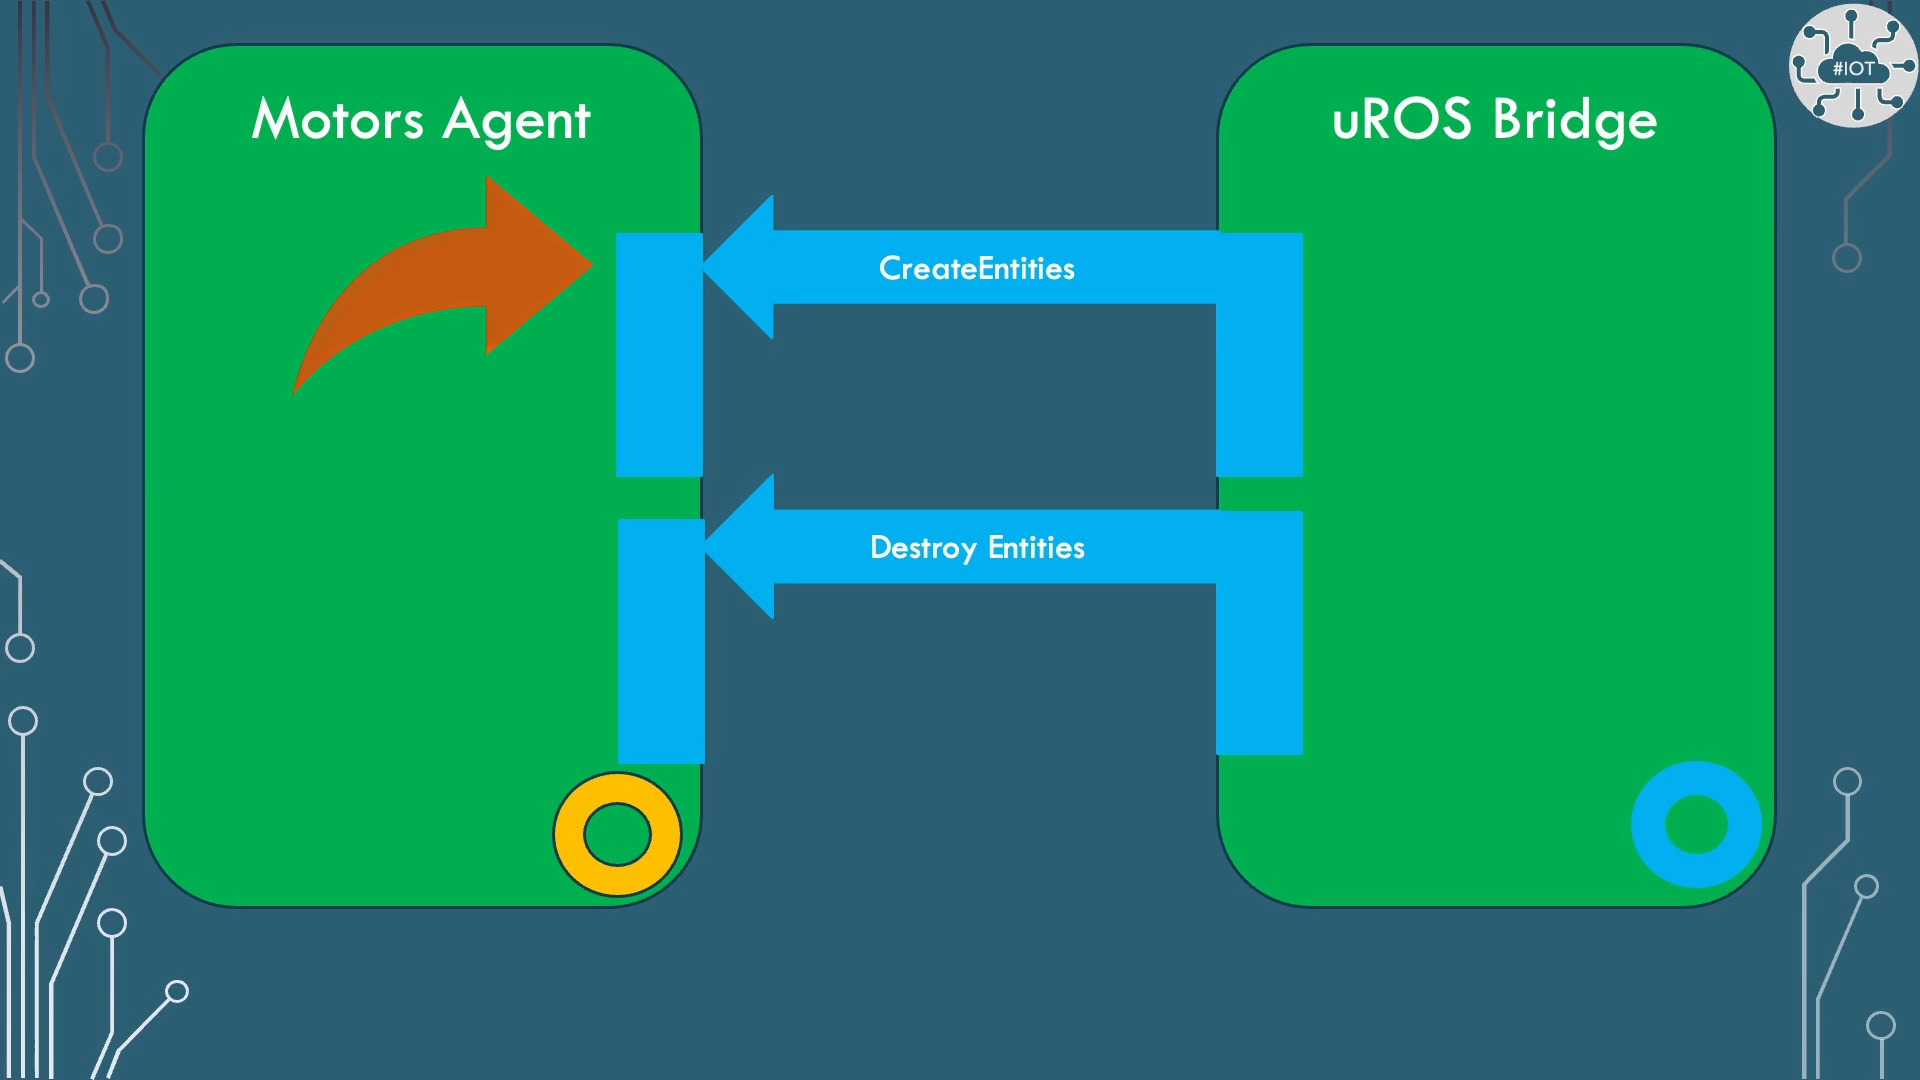 Motors Agent
uROS Bridge
#IOT
CreateEntities
Destroy Entities